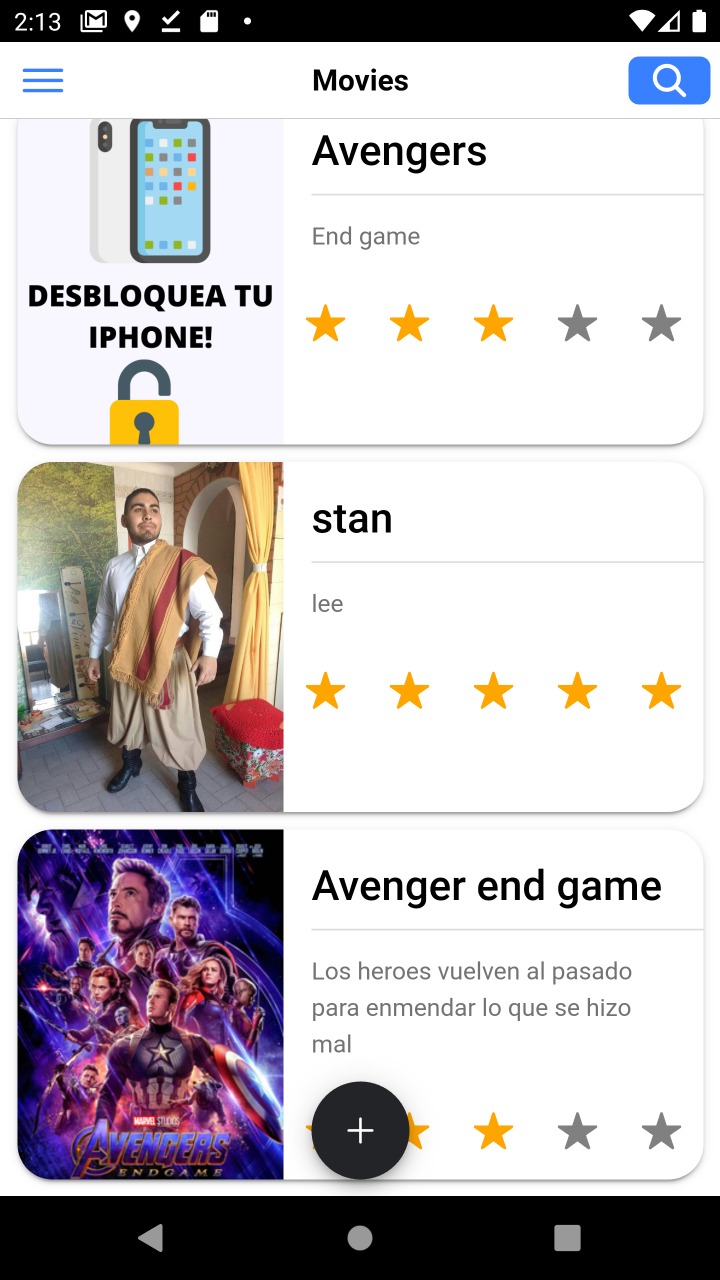 2:13
Movies
Avengers
End game
DESBLOQUEA TU
IPHONE!
stan
lee
Avenger end game
Los heroes vuelven al pasado
para enmendar lo que se hizo
mal
MARVEL STUDIOS
AVENGERS
ENDGAME